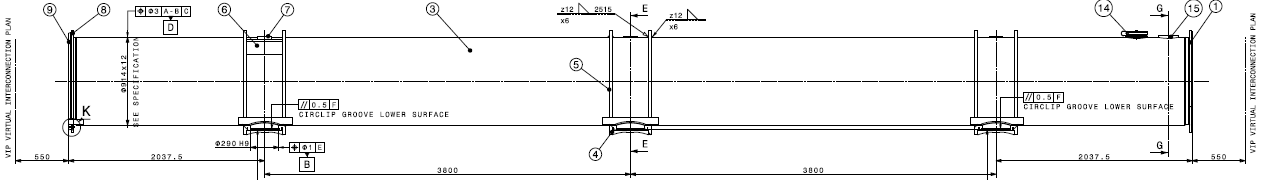 9
8
⌖ Φ3 A-B C
D
6
7
3
z12 2515
x6
E
z12
x6
14
G
15
1
VIP VIRTUAL INTERCONNECTION PLAN
Φ914x12
SEE SPECIFICATION
K
5
// 0.5 F
CIRCLIP GROOVE LOWER SURFACE
// 0.5 F
CIRCLIP GROOVE LOWER SURFACE
VIP VIRTUAL INTERCONNECTION PLAN
Φ290 H9
⌖ Φ1 E
B
4
E
G
550
2037.5
3800
3800
2037.5
550